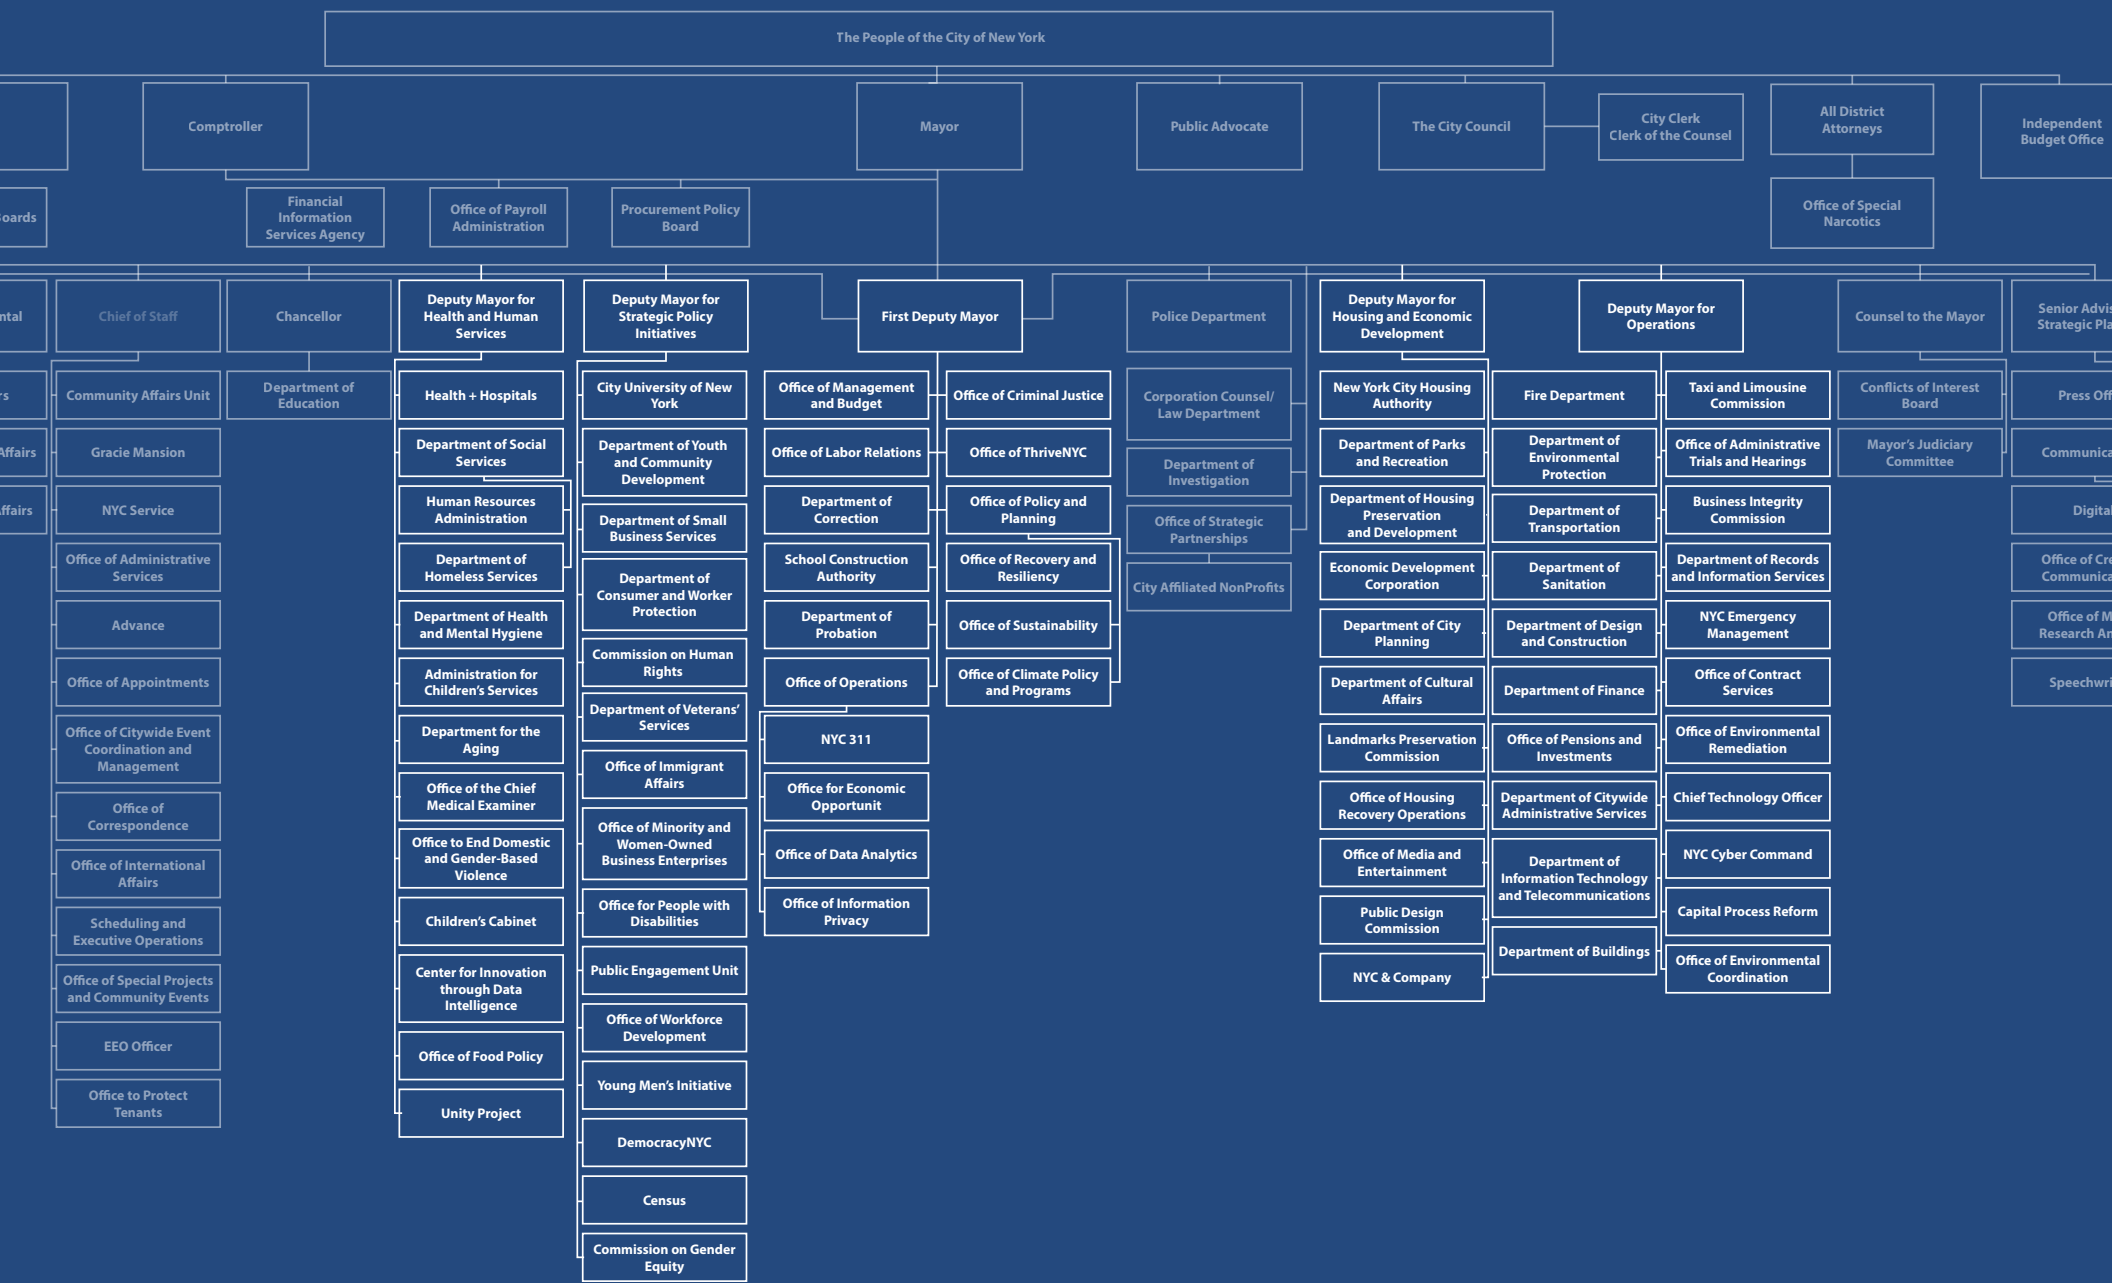 The People of the City of New York
Comptroller
Mayor
Public Advocate
The City Council
City Clerk
Clerk of the Counsel
All District
Attorneys
Independent
Budget Office
Boards
Financial
Information
Services Agency
Office of Payroll
Administration
Procurement Policy
Board
Office of Special
Narcotics
ntal
Chief of Staff
Chancellor
Deputy Mayor for
Health and Human
Services
Deputy Mayor for
Strategic Policy
Initiatives
First Deputy Mayor
Police Department
Deputy Mayor for
Housing and Economic
Development
Deputy Mayor for
Operations
Counsel to the Mayor
Senior Advis
Strategic Pla
rs
Affairs
ffairs
Community Affairs Unit
Gracie Mansion
NYC Service
Office of Administrative
Services
Advance
Office of Appointments
Office of Citywide Event
Coordination and
Management
Office of
Correspondence
Office of International
Affairs
Scheduling and
Executive Operations
Office of Special Projects
and Community Events
EEO Officer
Office to Protect
Tenants
Department of
Education
Health + Hospitals
Department of Social
Services
Human Resources
Administration
Department of
Homeless Services
Department of Health
and Mental Hygiene
Administration for
Children's Services
Department for the
Aging
Office of the Chief
Medical Examiner
Office to End Domestic
and Gender-Based
Violence
Children's Cabinet
Center for Innovation
through Data
Intelligence
Office of Food Policy
Unity Project
City University of New
York
Department of Youth
and Community
Development
Department of Small
Business Services
Department of
Consumer and Worker
Protection
Commission on Human
Rights
Department of Veterans'
Services
Office of Immigrant
Affairs
Office of Minority and
Women-Owned
Business Enterprises
Office for People with
Disabilities
Public Engagement Unit
Office of Workforce
Development
Young Men's Initiative
DemocracyNYC
Census
Commission on Gender
Equity
Office of Management
and Budget
Office of Labor Relations
Department of
Correction
School Construction
Authority
Department of
Probation
Office of Operations
NYC 311
Office for Economic
Opportunit
Office of Data Analytics
Office of Information
Privacy
Office of Criminal Justice
Office of ThriveNYC
Office of Policy and
Planning
Office of Recovery and
Resiliency
Office of Sustainability
Office of Climate Policy
and Programs
Corporation Counsel/
Law Department
Department of
Investigation
Office of Strategic
Partnerships
City Affiliated NonProfits
New York City Housing
Authority
Department of Parks
and Recreation
Department of Housing
Preservation
and Development
Economic Development
Corporation
Department of City
Planning
Department of Cultural
Affairs
Landmarks Preservation
Commission
Office of Housing
Recovery Operations
Office of Media and
Entertainment
Public Design
Commission
NYC & Company
Fire Department
Department of
Environmental
Protection
Department of
Transportation
Department of
Sanitation
Department of Design
and Construction
Department of Finance
Office of Pensions and
Investments
Department of Citywide
Administrative Services
Department of
Information Technology
and Telecommunications
Department of Buildings
Taxi and Limousine
Commission
Office of Administrative
Trials and Hearings
Business Integrity
Commission
Department of Records
and Information Services
NYC Emergency
Management
Office of Contract
Services
Office of Environmental
Remediation
Chief Technology Officer
NYC Cyber Command
Capital Process Reform
Office of Environmental
Coordination
Conflicts of Interest
Board
Mayor's Judiciary
Committee
Press Off
Communica
Digital
Office of Cre
Communica
Office of M
Research An
Speechwri